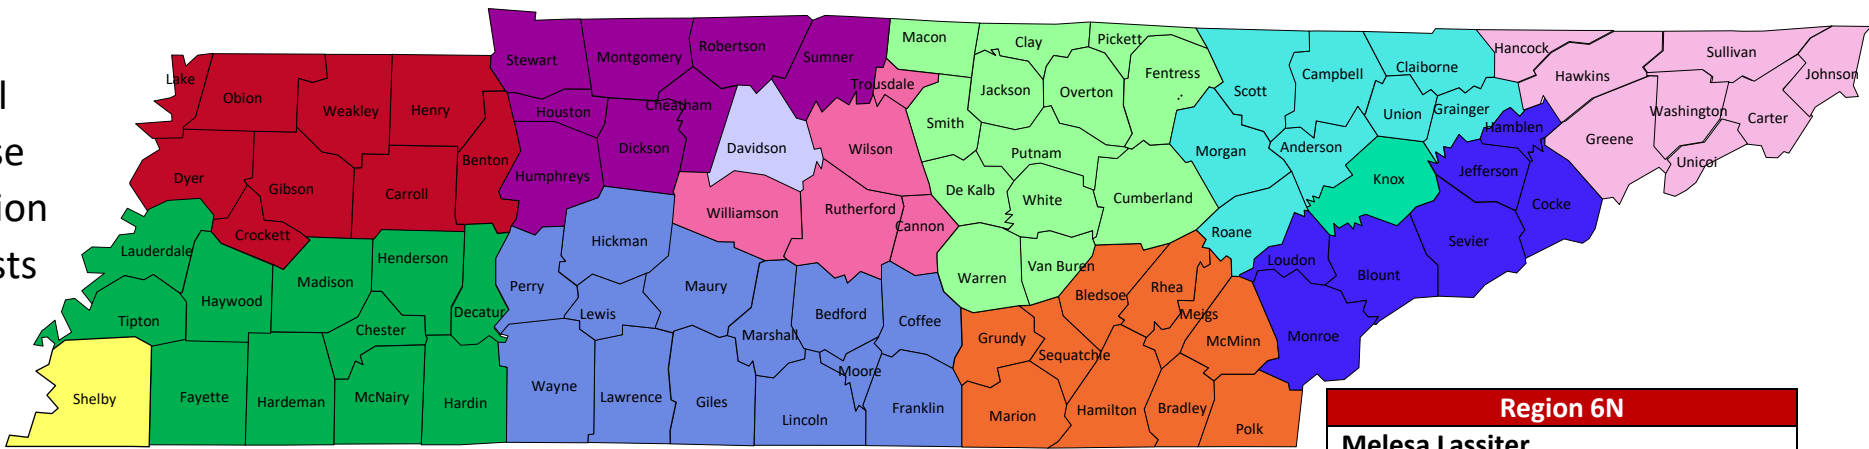 l
se
ion
sts
Lake
Obion
Weakley
Henry
Benton
Dyer
Gibson
Carroll
Crockett
Stewart
Montgomery
Robertson
Sumner
Houston
Cheatham
Dickson
Humphreys
Davidson
Trousdale
Wilson
Williamson
Rutherford
Cannon
Macon
Clay
Pickett
Fentress
Jackson
Overton
Smith
Putnam
De Kalb
White
Cumberland
Warren
Van Buren
Scott
Campbell
Claiborne
Union
Grainger
Morgan
Anderson
Roane
Knox
Hancock
Hawkins
Sullivan
Johnson
Washington
Carter
Greene
Unicoi
Hamblen
Jefferson
Cocke
Sevier
Blount
Loudon
Monroe
Lauderdale
Haywood
Madison
Henderson
Decatur
Tipton
Chester
Fayette
Hardeman
McNairy
Hardin
Shelby
Perry
Hickman
Lewis
Maury
Marshall
Bedford
Coffee
Moore
Wayne
Lawrence
Giles
Lincoln
Franklin
Bledsoe
Rhea
Meigs
McMinn
Grundy
Sequatchie
Marion
Hamilton
Bradley
Polk
Region 6N
Melesa Lassiter